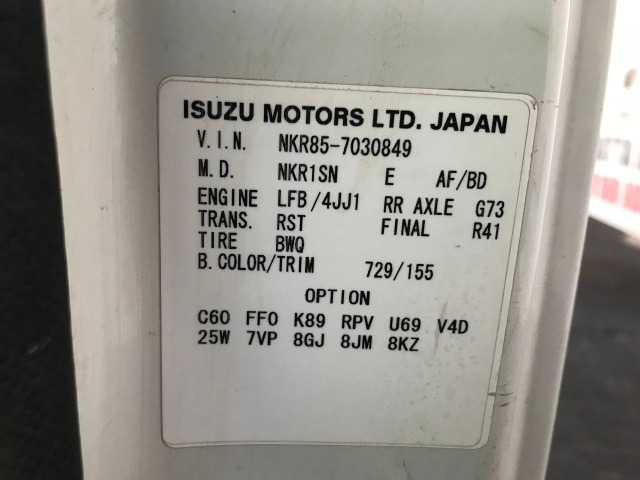 ISUZU MOTORS LTD. JAPAN
V.I.N. NKR85-7030849
M.D. NKR1SN E AF/BD
ENGINE LFB/4JJ1 RR AXLE G73
TRANS. RST FINAL R41
TIRE BWQ
B.COLOR/TRIM 729/155
OPTION
C60 FF0 K89 RPV U69 V4D
25W 7VP 8GJ 8JM 8KZ